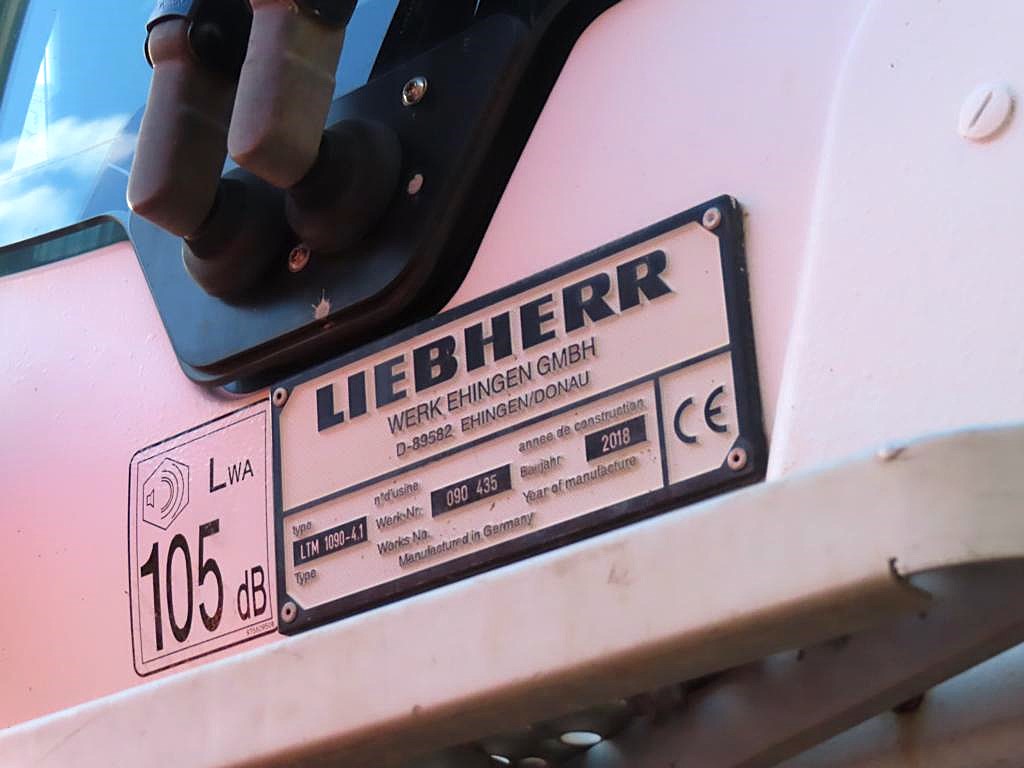 LIEBHERR
WERK EHINGEN GMBH
D-89582 EHINGEN/DONAU
type
LTM 1090-4.1
Type
n°d'usine
Werk-Nr.
Works No.
090 435
annee de construction
Baujahr
Year of manufacture
2018
Manufactured in Germany
CE
LWA
105 dB